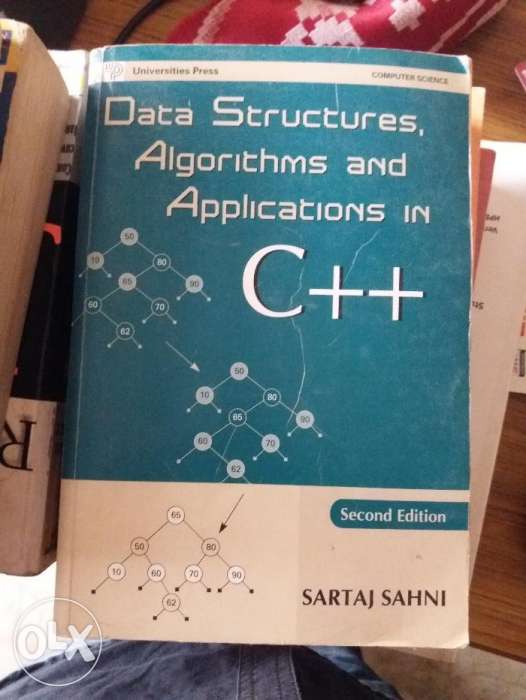 Universities Press
COMPUTER SCIENCE
Data Structures,
Algorithms and
Applications in
C++
50
10
80
65
90
60
70
62
50
10
80
65
90
60
70
62
65
50
80
10
60
70
90
62
Second Edition
SARTAJ SAHNI
R
OLX